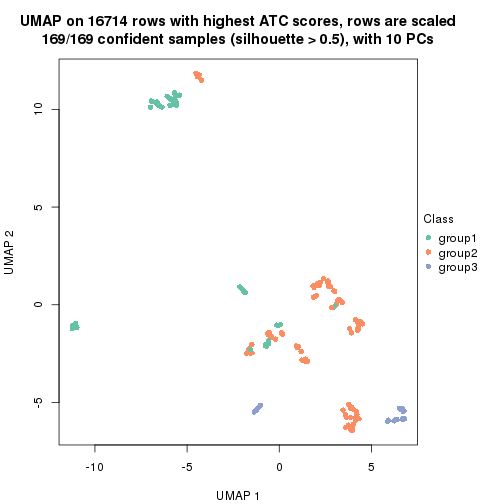 UMAP on 16714 rows with highest ATC scores, rows are scaled
169/169 confident samples (silhouette > 0.5), with 10 PCs
10
5
0
-5
UMAP 2
Class
group1
group2
group3
-10
-5
0
5
UMAP 1